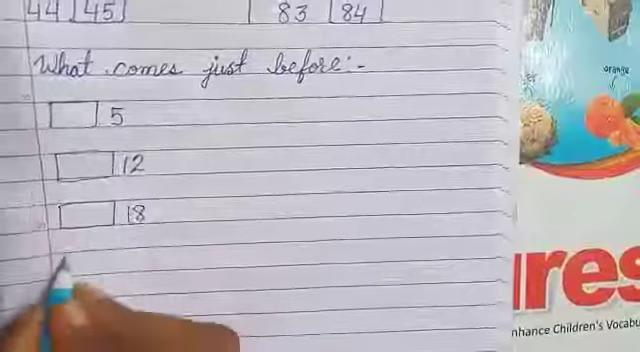 44 45 83 84
What comes just before:-
5
12
18
orange
res
nhance Children's Vocabu